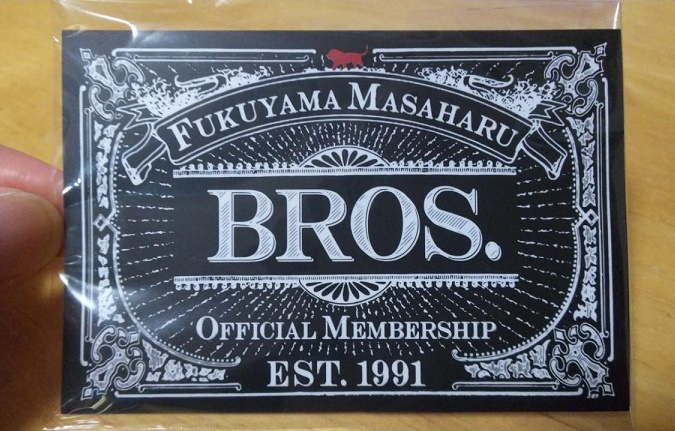 FUKUYAMA MASAHARU
BROS.
OFFICIAL MEMBERSHIP
EST. 1991